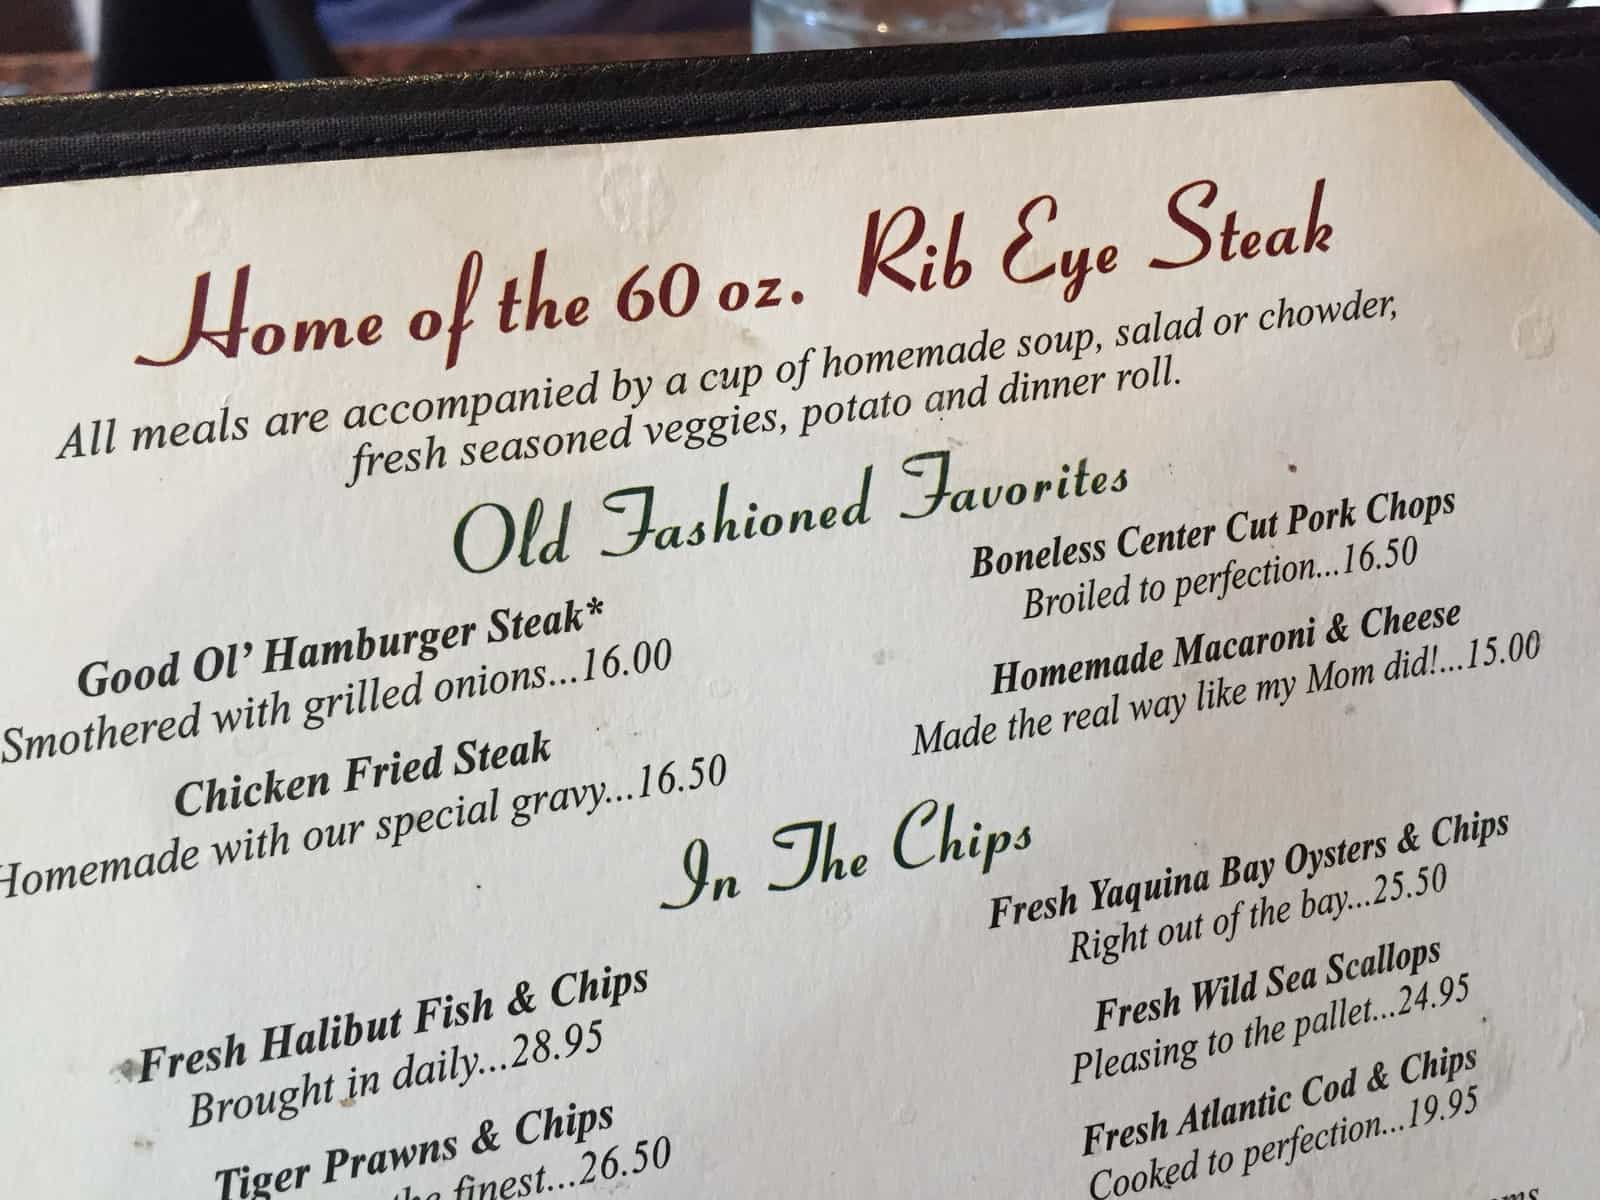 Home of the 60 oz. Rib Eye Steak
All meals are accompanied by a cup of homemade soup, salad or chowder,
fresh seasoned veggies, potato and dinner roll.
Old Fashioned Favorites
Good Ol' Hamburger Steak*
Smothered with grilled onions...16.00
Chicken Fried Steak
Homemade with our special gravy...16.50
Boneless Center Cut Pork Chops
Broiled to perfection...16.50
Homemade Macaroni & Cheese
Made the real way like my Mom did!...15.00
In The Chips
Fresh Halibut Fish & Chips
Brought in daily...28.95
Tiger Prawns & Chips
the finest...26.50
Fresh Yaquina Bay Oysters & Chips
Right out of the bay...25.50
Fresh Wild Sea Scallops
Pleasing to the pallet...24.95
Fresh Atlantic Cod & Chips
Cooked to perfection...19.95